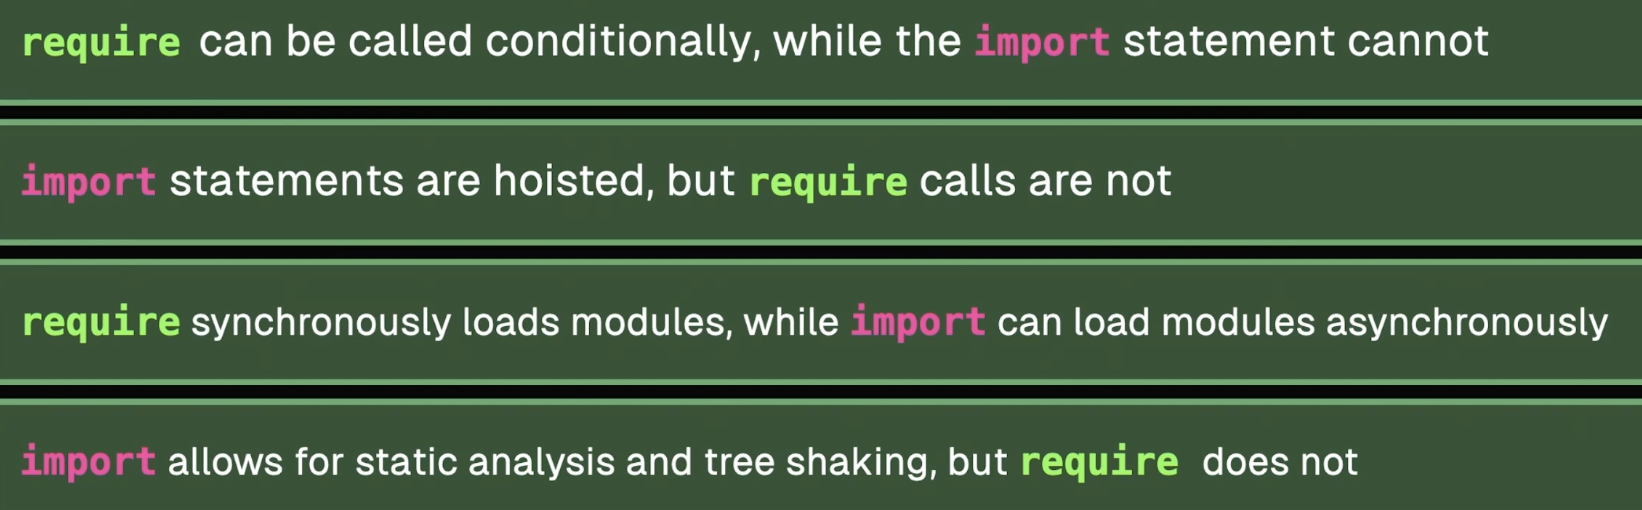 require can be called conditionally, while the import statement cannot
import statements are hoisted, but require calls are not
require synchronously loads modules, while import can load modules asynchronously
import allows for static analysis and tree shaking, but require does not